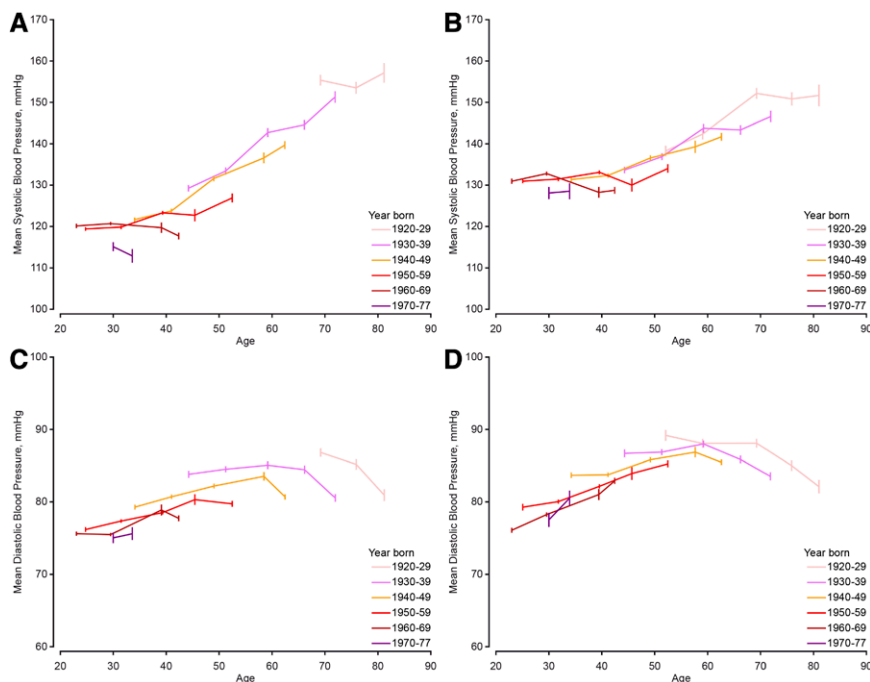 A
170
160
150
140
130
120
110
100
Mean Systolic Blood Pressure, mmHg
20 30 40 50 60 70 80 90
Age
Year born
1920-29
1930-39
1940-49
1950-59
1960-69
1970-77
B
170
160
150
140
130
120
110
100
Mean Systolic Blood Pressure, mmHg
20 30 40 50 60 70 80 90
Age
Year born
1920-29
1930-39
1940-49
1950-59
1960-69
1970-77
C
100
90
80
70
60
Mean Diastolic Blood Pressure, mmHg
20 30 40 50 60 70 80 90
Age
Year born
1920-29
1930-39
1940-49
1950-59
1960-69
1970-77
D
100
90
80
70
60
Mean Diastolic Blood Pressure, mmHg
20 30 40 50 60 70 80 90
Age
Year born
1920-29
1930-39
1940-49
1950-59
1960-69
1970-77